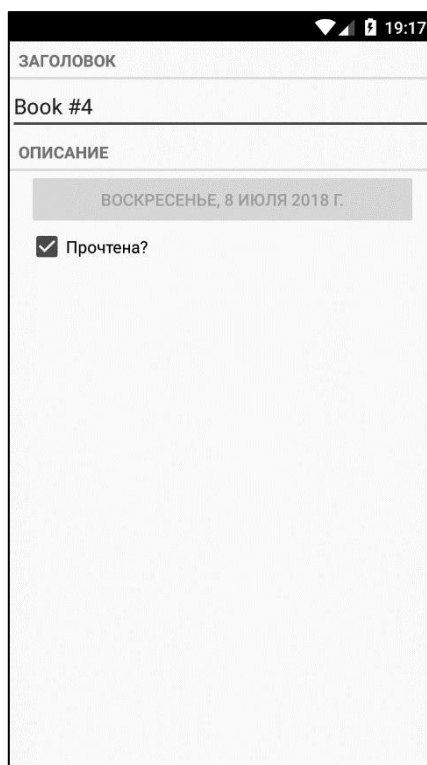 19:17
ЗАГОЛОВОК
Book #4
ОПИСАНИЕ
ВОСКРЕСЕНЬЕ, 8 ИЮЛЯ 2018 Г.
Прочтена?